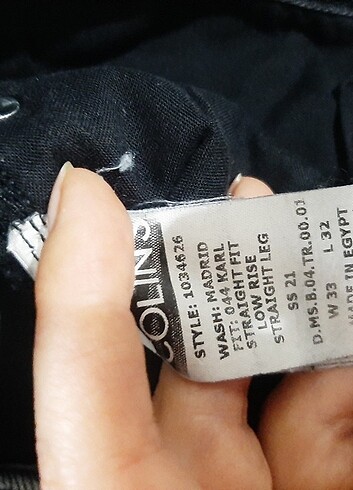 COLIN'S
STYLE: 1034626
WASH: MADRID
FIT: 044 KARL
STRAIGHT FIT
LOW RISE
STRAIGHT LEG
SS 21
D.MS.B.04.TR.00.01
W 33 L 32
MADE IN EGYPT